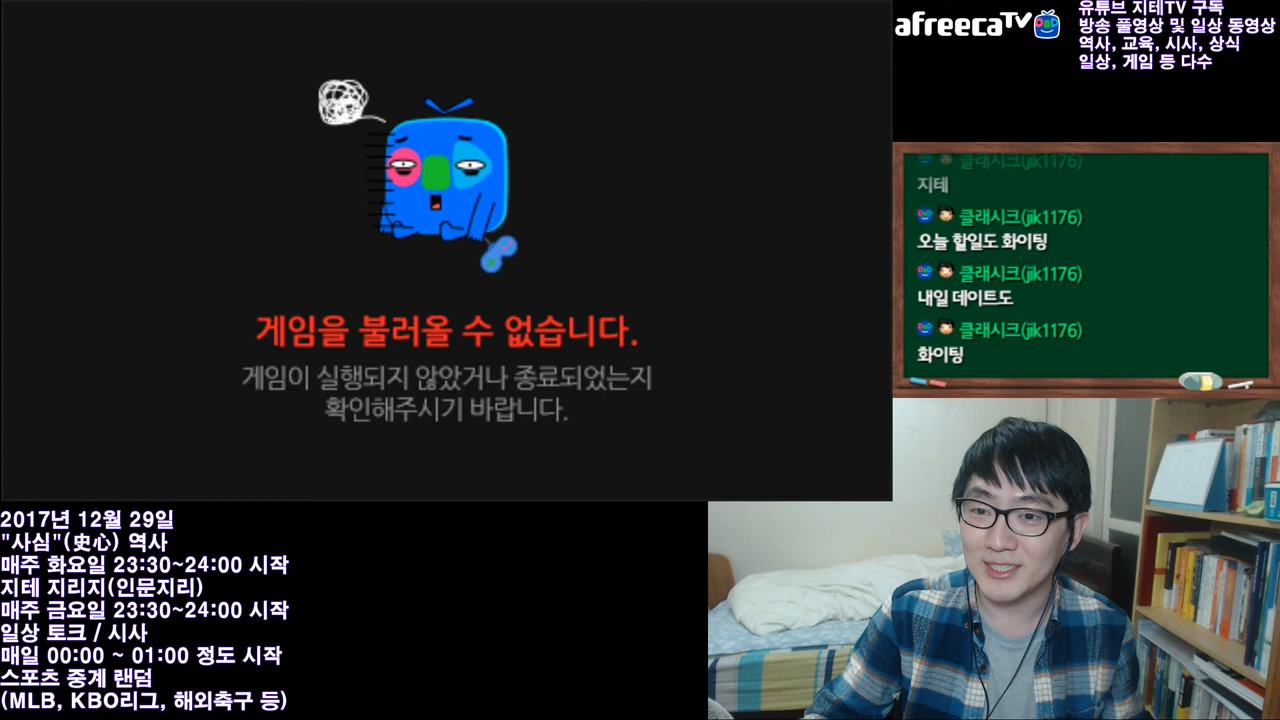 게임을 불러올 수 없습니다.
게임이 실행되지 않았거나 종료되었는지
확인해주시기 바랍니다.
afreecaTV
유튜브 지테TV 구독
방송 풀영상 및 일상 동영상
역사, 교육, 시사, 상식
일상, 게임 등 다수
클래시크(jik1176)
지테
클래시크(jik1176)
오늘 할일도 화이팅
클래시크(jik1176)
내일 데이트도
클래시크(jik1176)
화이팅
2017년 12월 29일
"사심"(史心) 역사
매주 화요일 23:30~24:00 시작
지테 지리지(인문지리)
매주 금요일 23:30~24:00 시작
일상 토크 / 시사
매일 00:00 ~ 01:00 정도 시작
스포츠 중계 랜덤
(MLB, KBO리그, 해외축구 등)